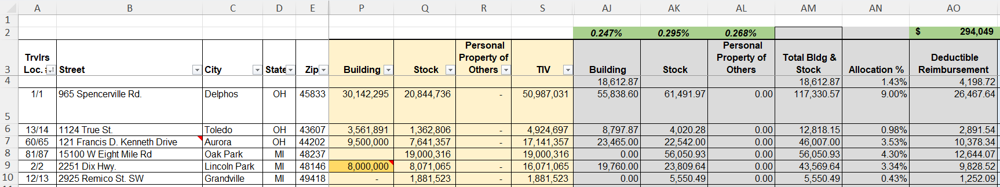 A B C D E P Q R S AJ AK AL AM AN AO
1
2 0.247% 0.295% 0.268% $ 294,049
Personal Personal
Trvlrs Property of Property of Total Bldg & Deductible
3 Loc. Street City State Zip Building Stock Others TIV Building Stock Others Stock Allocation % Reimbursement
4 18,612.87 18,612.87 1.43% 4,198.72
1/1 965 Spencerville Rd. Delphos OH 45833 30,142,295 20,844,736 - 50,987,031 55,838.60 61,491.97 0.00 117,330.57 9.00% 26,467.64
5
6 13/14 1124 True St. Toledo OH 43607 3,561,891 1,362,806 - 4,924,697 8,797.87 4,020.28 0.00 12,818.15 0.98% 2,891.54
7 60/65 121 Francis D. Kenneth Drive Aurora OH 44202 9,500,000 7,641,357 - 17,141,357 23,465.00 22,542.00 0.00 46,007.00 3.53% 10,378.34
8 81/87 15100 W Eight Mile Rd Oak Park MI 48237 19,000,316 - 19,000,316 0.00 56,050.93 0.00 56,050.93 4.30% 12,644.07
9 2/2 2251 Dix Hwy. Lincoln Park MI 48146 8,000,000 8,071,065 - 16,071,065 19,760.00 23,809.64 0.00 43,569.64 3.34% 9,828.52
10 12/13 2925 Remico St. SW Grandville MI 49418 - 1,881,523 - 1,881,523 0.00 5,550.49 0.00 5,550.49 0.43% 1,252.09